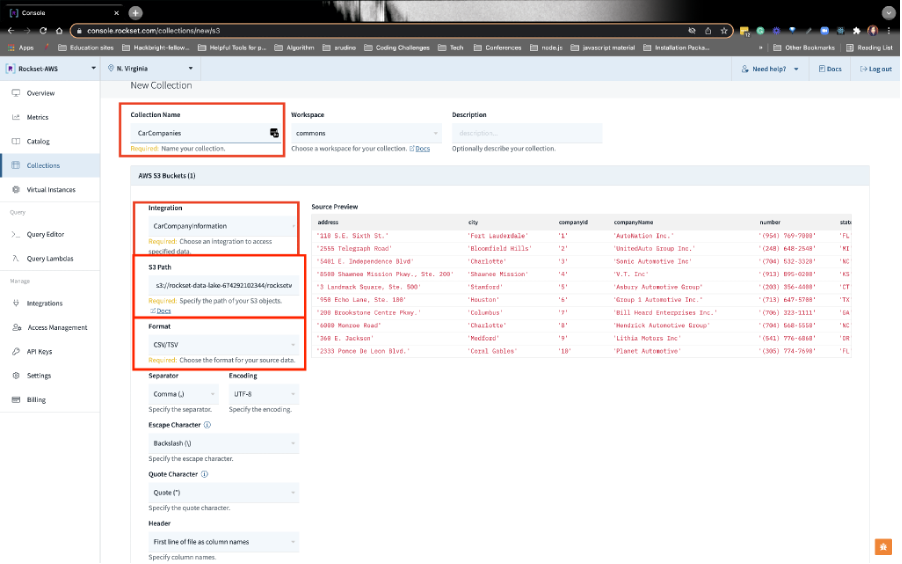 Console
console.rockset.com/collections/new/s3
Apps
Education sites
Hackbright-fellow...
Helpful Tools for p...
Algorithm
srudino
Coding Challenges
Tech
Conferences
node.js
javascript material
Installation Packa...
»
Other Bookmarks
Reading List
Rockset-AWS
N. Virginia
Need help?
Docs
Log out
Overview
Metrics
Catalog
Collections
Virtual Instances
Query
Query Editor
Query Lambdas
Manage
Integrations
Access Management
API Keys
Settings
Billing
New Collection
Collection Name
Workspace
Description
CarCompanies
commons
description...
Required: Name your collection.
Choose a workspace for your collection. Docs
Optionally describe your collection.
AWS S3 Buckets (1)
Integration
CarCompanyInformation
Required: Choose an integration to access
specified data.
S3 Path
s3://rockset-data-lake-674292102344/rocksetw
Required: Specify the path of your S3 objects.
Docs
Format
CSV/TSV
Required: Choose the format for your source data.
Separator Encoding
Comma (,) UTF-8
Specify the separator. Specify the encoding.
Escape Character
Backslash (\)
Specify the escape character.
Quote Character
Quote (")
Specify the quote character.
Header
First line of file as column names
Specify column names.
Source Preview
address city companyId companyName number state
'110 S.E. Sixth St.' 'Fort Lauderdale' '1' 'AutoNation Inc.' '(954) 769-7000' 'FL'
'2555 Telegraph Road' 'Bloomfield Hills' '2' 'UnitedAuto Group Inc.' '(248) 648-2540' 'MI'
'5401 E. Independence Blvd' 'Charlotte' '3' 'Sonic Automotive Inc' '(704) 532-3320' 'NC'
'8500 Shawnee Mission Pkwy., Ste. 200' 'Shawnee Mission' '4' 'V.T. Inc' '(913) 895-0200' 'KS'
'3 Landmark Square, Ste. 500' 'Stamford' '5' 'Asbury Automotive Group' '(203) 356-4400' 'CT'
'950 Echo Lane, Ste. 100' 'Houston' '6' 'Group 1 Automotive Inc.' '(713) 647-5700' 'TX'
'200 Brookstone Centre Pkwy.' 'Columbus' '7' 'Bill Heard Enterprises Inc.' '(706) 323-1111' 'GA'
'6000 Monroe Road' 'Charlotte' '8' 'Hendrick Automotive Group' '(704) 568-5550' 'NC'
'360 E. Jackson' 'Medford' '9' 'Lithia Motors Inc' '(541) 776-6868' 'OR'
'2333 Ponce De Leon Blvd.' 'Coral Gables' '10' 'Planet Automotive' '(305) 774-7690' 'FL'